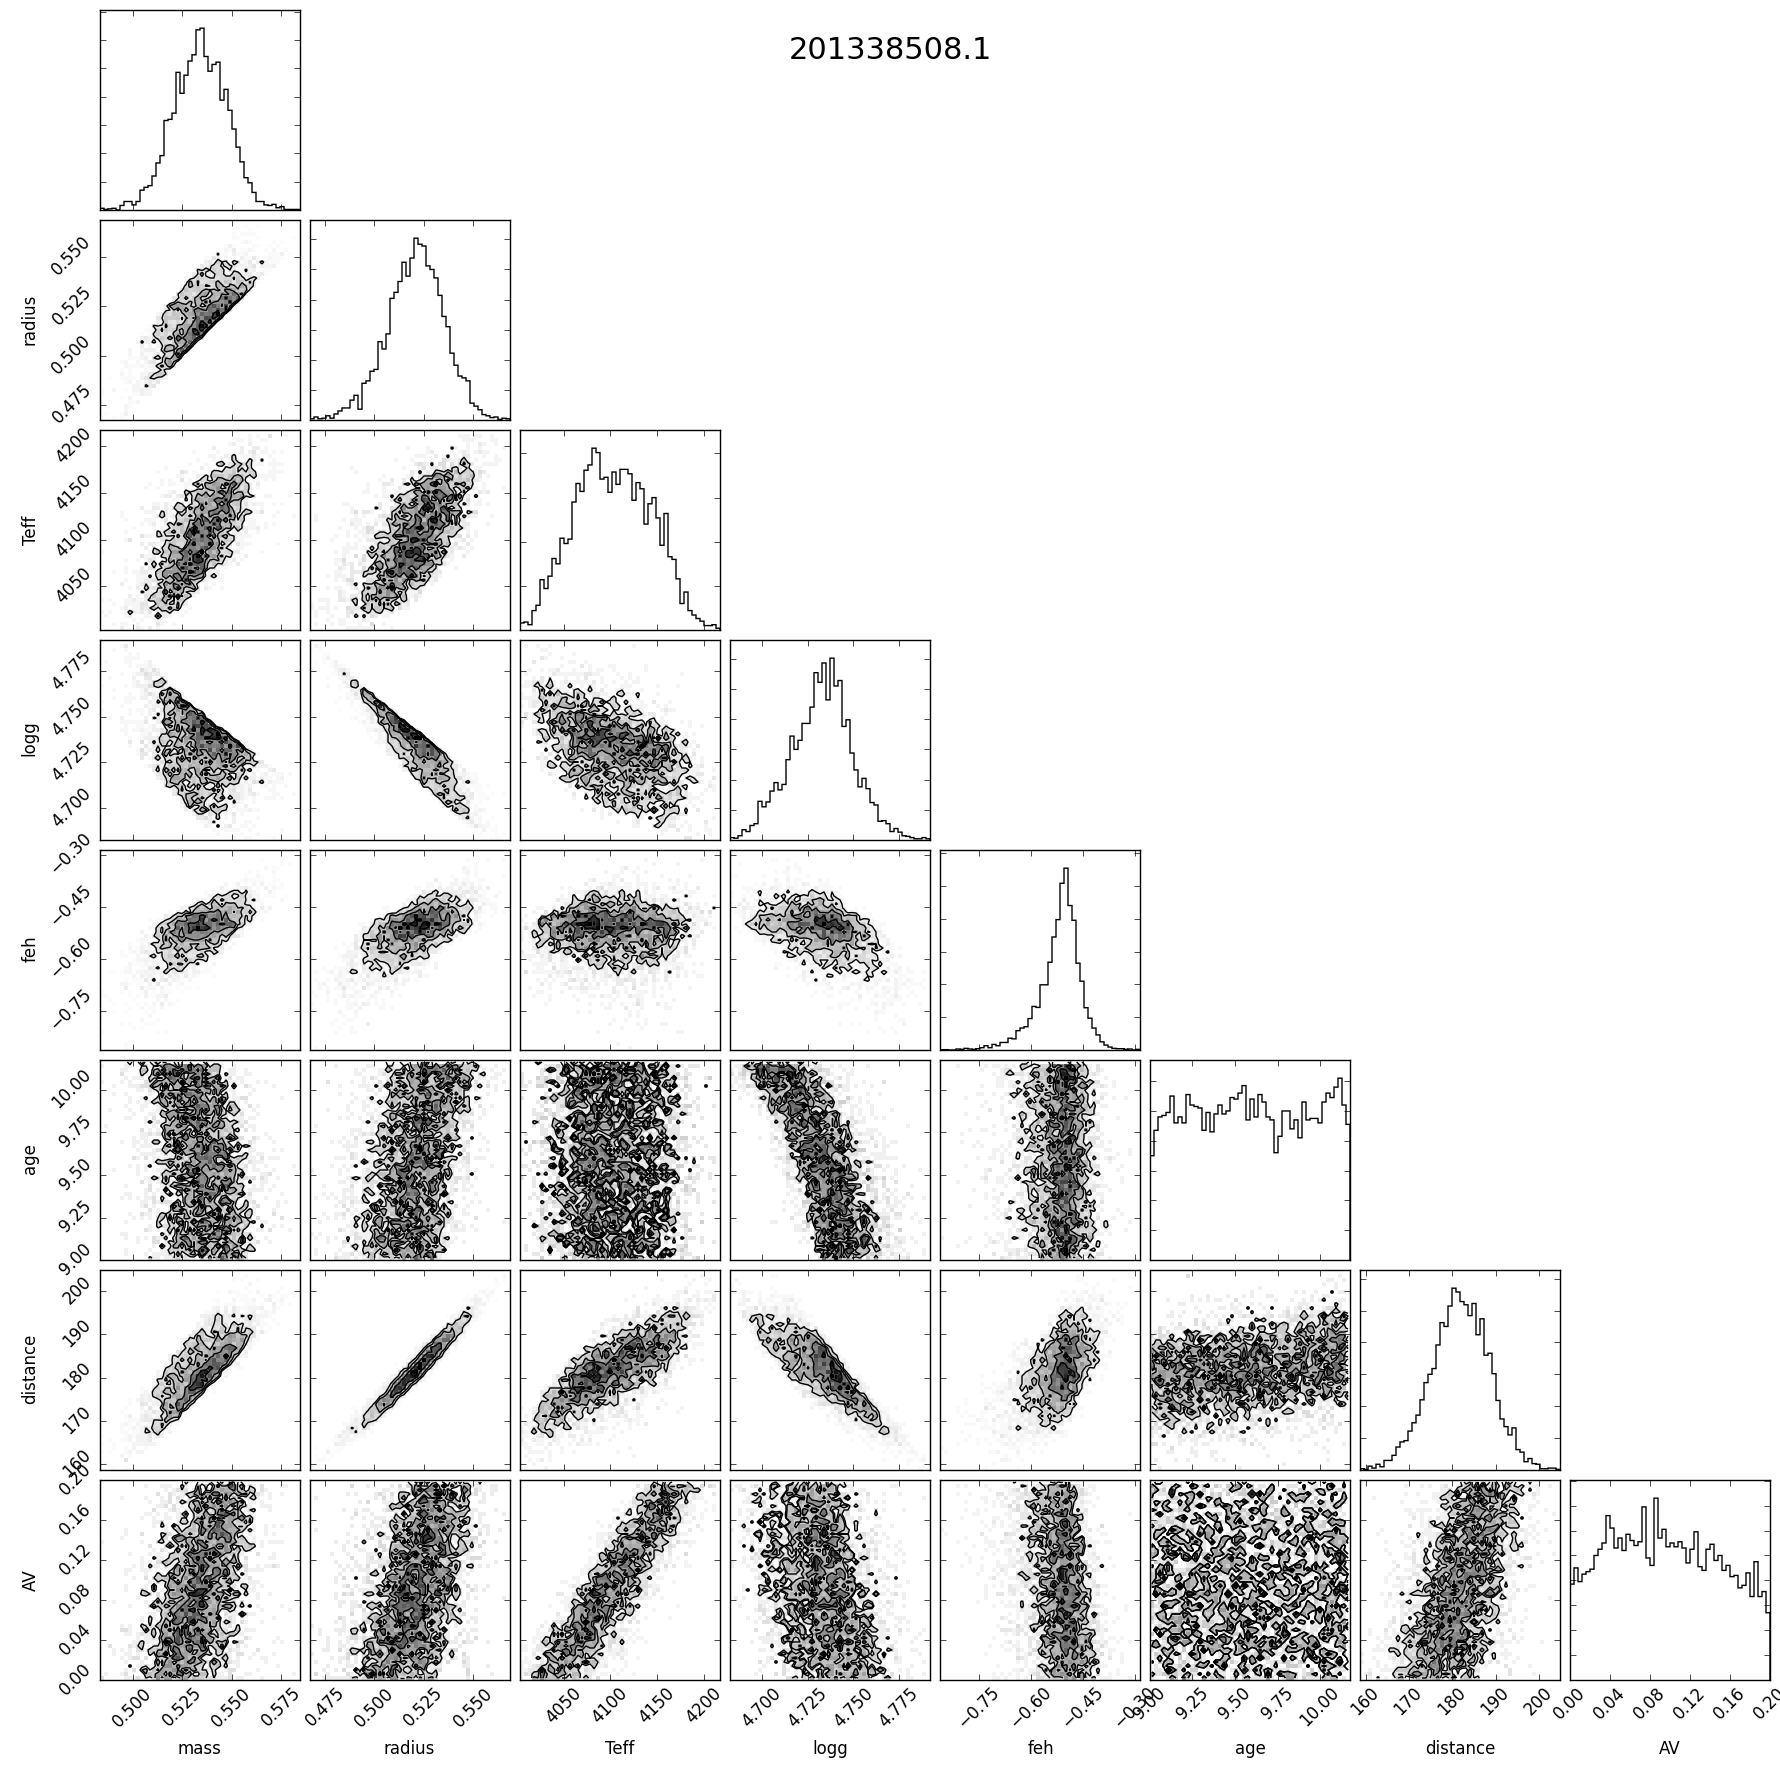 201338508.1
0.550
0.525
0.500
0.475
radius
4200
4150
4100
4050
Teff
4.775
4.750
4.725
4.700
logg
−0.30
−0.45
−0.60
−0.75
feh
10.00
9.75
9.50
9.25
9.00
age
200
190
180
170
160
distance
0.20
0.16
0.12
0.08
0.04
0.00
AV
0.500 0.525 0.550 0.575
0.475 0.500 0.525 0.550
4050 4100 4150 4200
4.700 4.725 4.750 4.775
−0.75 −0.60 −0.45 −0.30
9.00 9.25 9.50 9.75 10.00
160 170 180 190 200
0.00 0.04 0.08 0.12 0.16 0.20
mass radius Teff logg feh age distance AV